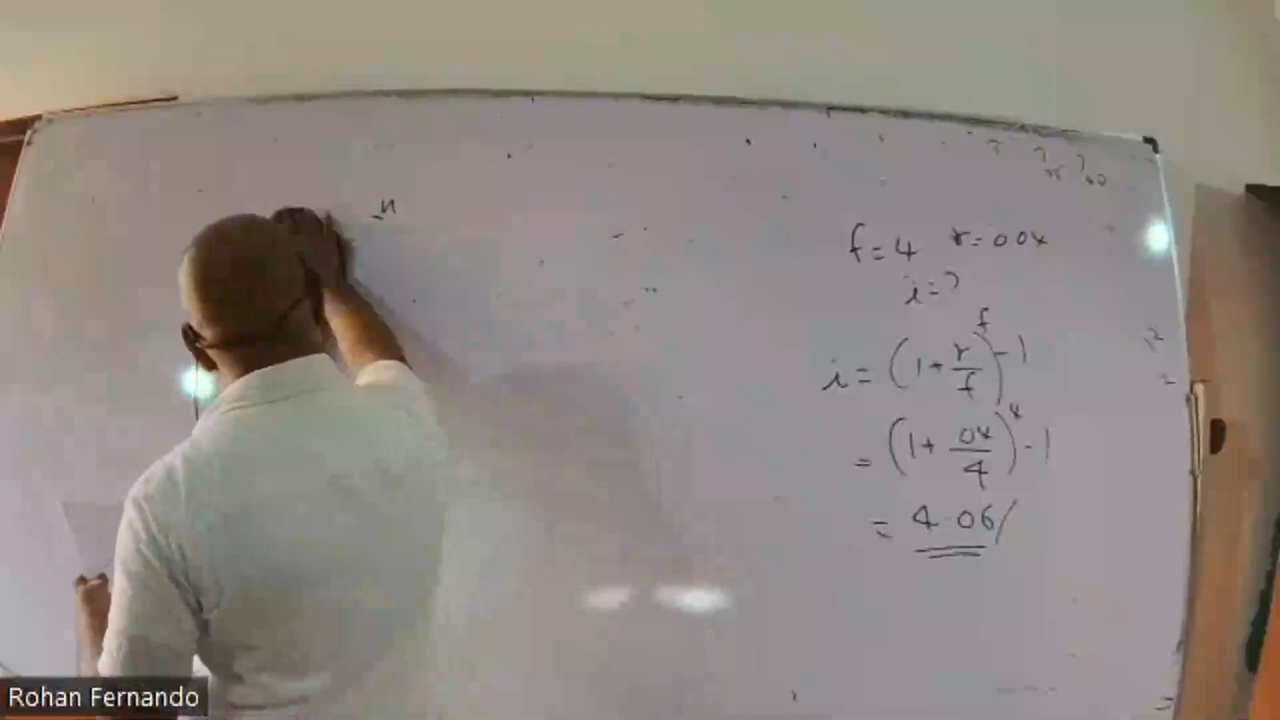 n
f = 4 r = 0.04
i = ?
i = (1 + r/f)^f - 1
= (1 + .04/4)^4 - 1
= 4.06/
Rohan Fernando